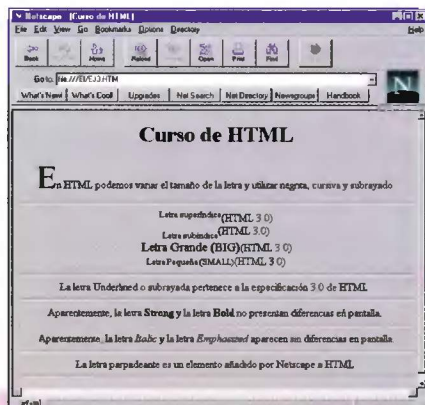 Netscape - [Curso de HTML]
File Edit View Go Bookmarks Options Directory Help
Back Home Reload Open Print Find
Go to: file:///E|/EJ3.HTM
What's New! What's Cool! Upgrades Net Search Net Directory Newsgroups Handbook
Curso de HTML
En HTML podemos variar el tamaño de la letra y utilizar negrita, cursiva y subrayado
Letra superíndice(HTML 3.0)
Letra subíndice(HTML 3.0)
Letra Grande (BIG)(HTML 3.0)
Letra Pequeña (SMALL)(HTML 3.0)
La letra Underlined o subrayada pertenece a la especificación 3.0 de HTML
Aparentemente, la letra Strong y la letra Bold no presentan diferencias en pantalla.
Aparentemente, la letra Italic y la letra Emphasized aparecen sin diferencias en pantalla.
La letra parpadeante es un elemento añadido por Netscape a HTML